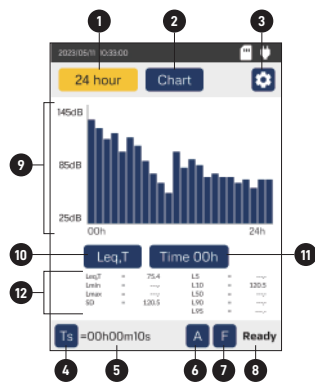 1 2 3
2023/05/11 10:33:00
24 hour Chart
145dB
9
85dB
25dB
00h 24h
10 Leq,T Time 00h 11
12
Leq,T = 75.4 L5 = --.-
Lmin = --.- L10 = 120.5
Lmax = --.- L50 = --.-
SD = 120.5 L90 = --.-
L95 = --.-
Ts =00h00m10s A F Ready
4 5 6 7 8